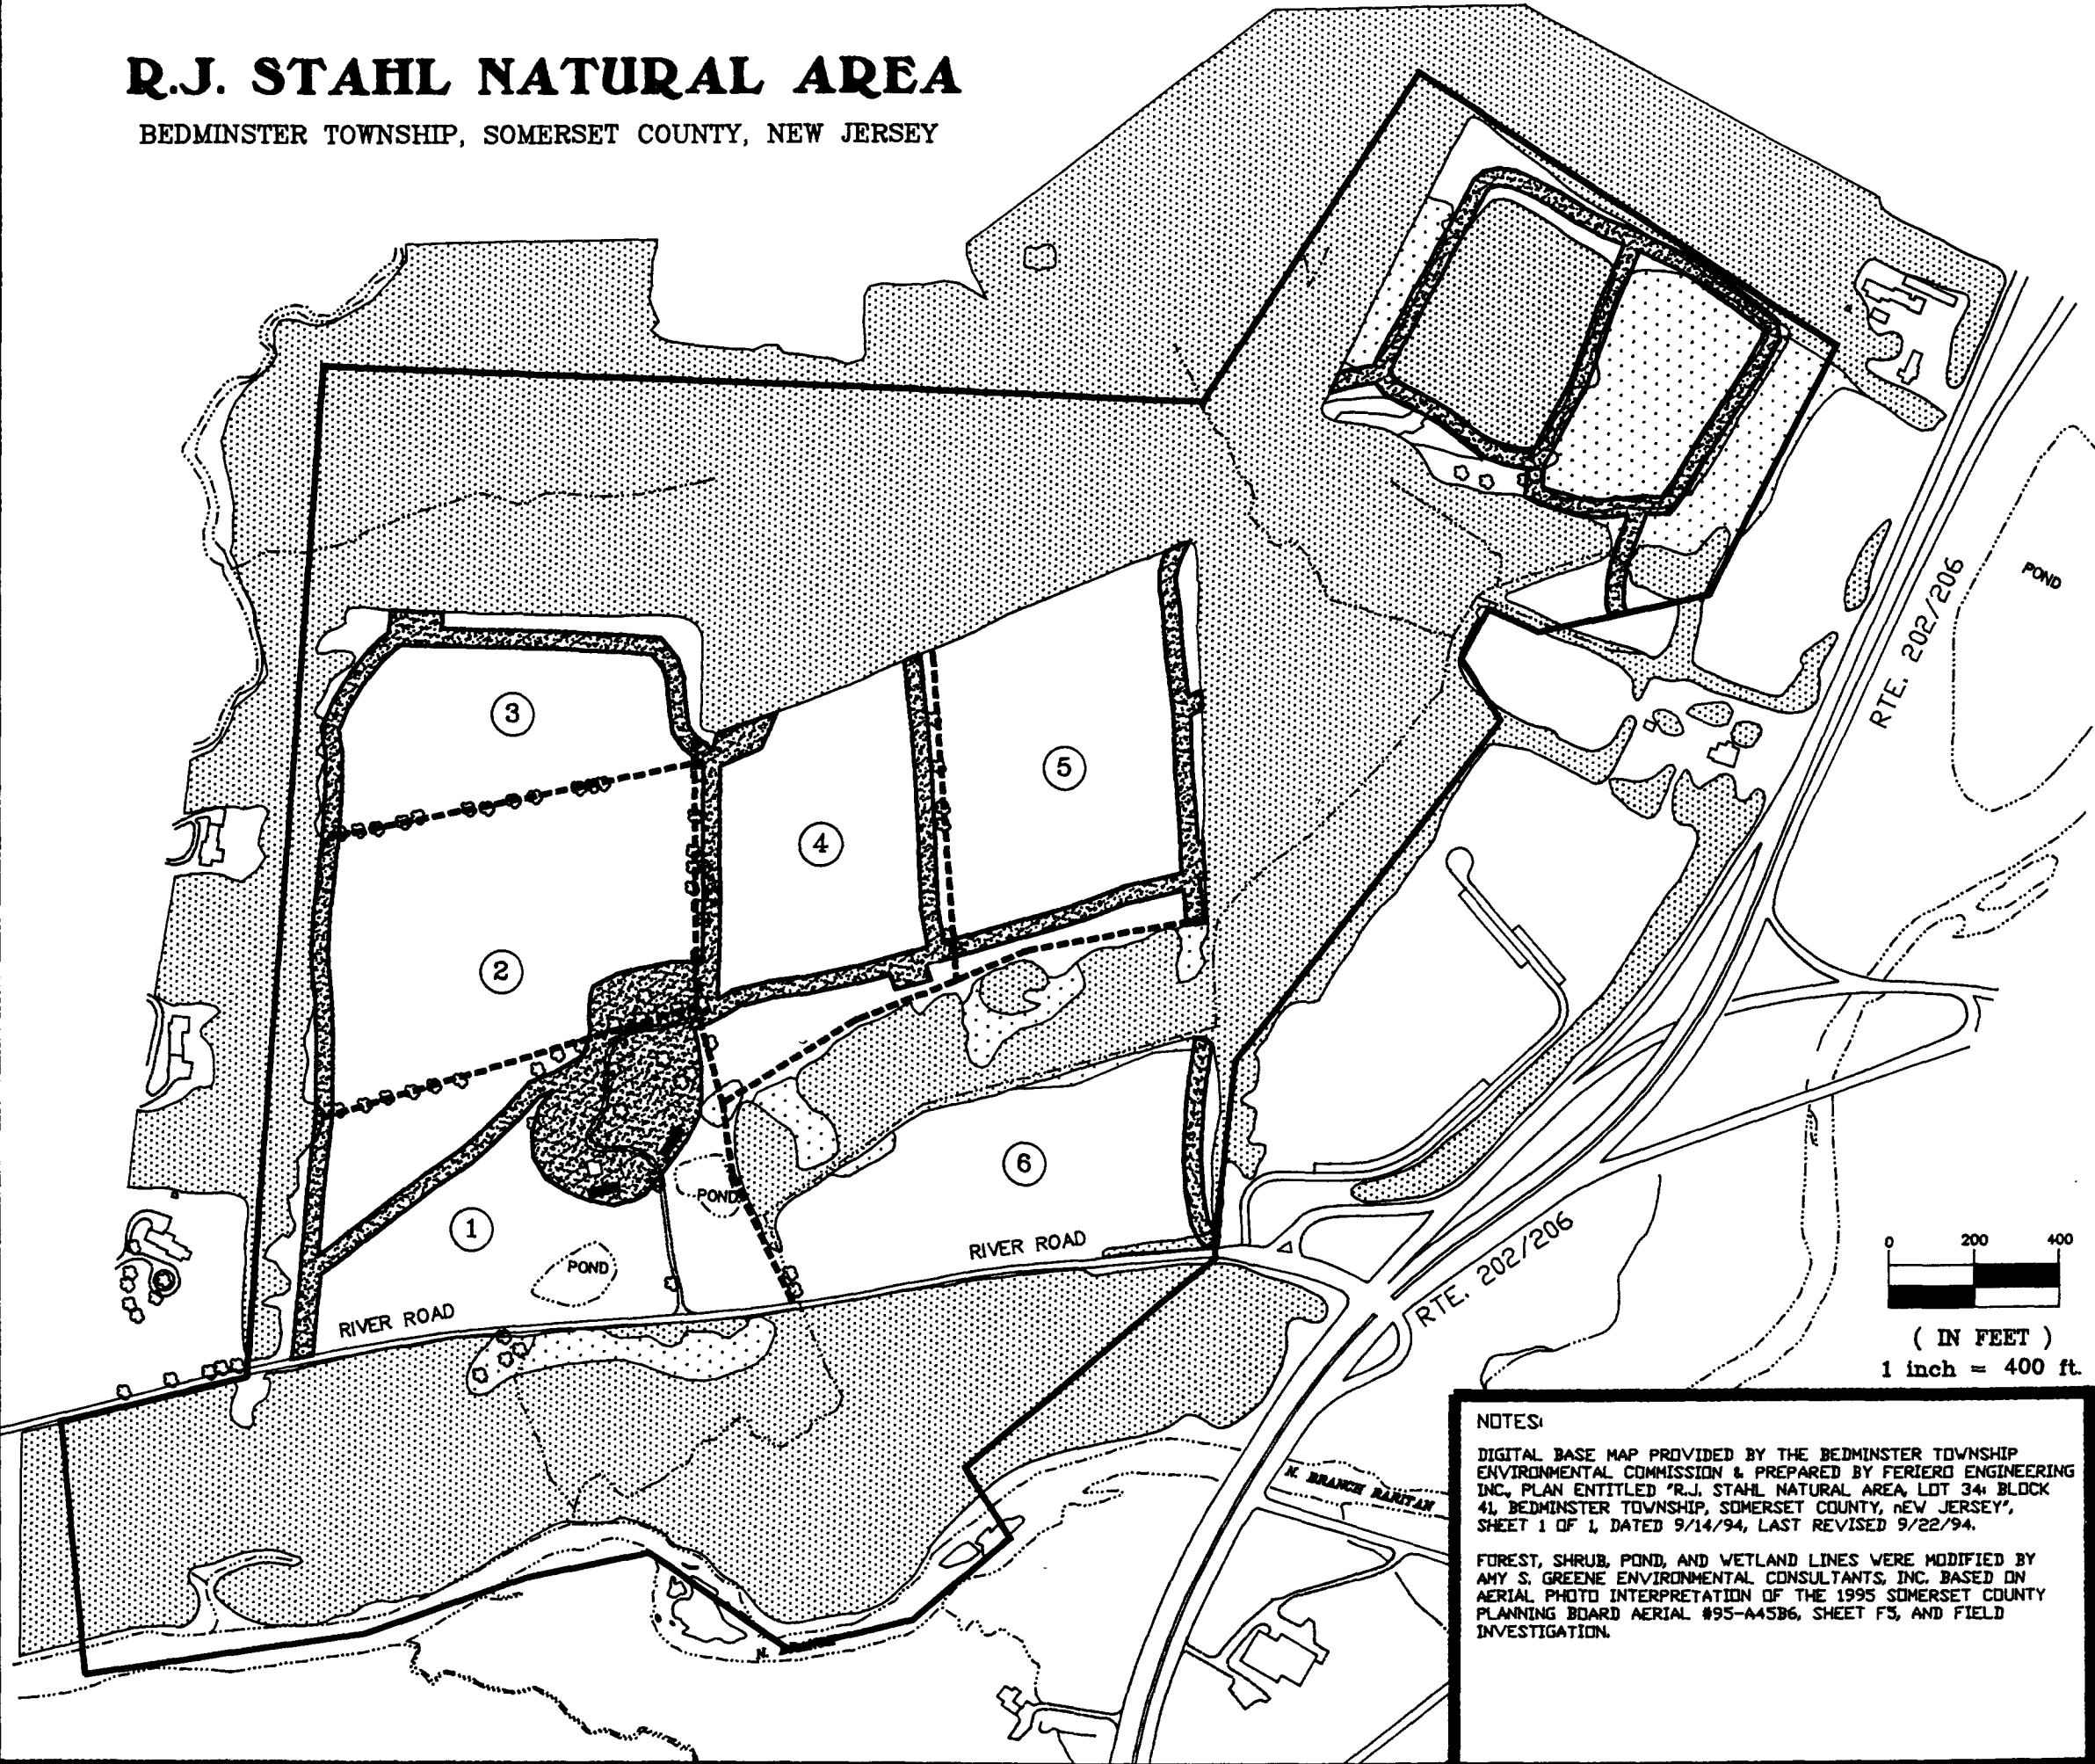 R.J. STAHL NATURAL AREA
BEDMINSTER TOWNSHIP, SOMERSET COUNTY, NEW JERSEY
POND
RTE. 202/206
3
5
4
2
6
1
POND
POND
RIVER ROAD
RIVER ROAD
RTE. 202/206
0 200 400
( IN FEET )
1 inch = 400 ft.
N. BRANCH RARITAN
N.
NOTES:
DIGITAL BASE MAP PROVIDED BY THE BEDMINSTER TOWNSHIP
ENVIRONMENTAL COMMISSION & PREPARED BY FERIERO ENGINEERING
INC., PLAN ENTITLED "R.J. STAHL NATURAL AREA, LOT 34: BLOCK
41, BEDMINSTER TOWNSHIP, SOMERSET COUNTY, nEW JERSEY",
SHEET 1 OF 1, DATED 9/14/94, LAST REVISED 9/22/94.
FOREST, SHRUB, POND, AND WETLAND LINES WERE MODIFIED BY
AMY S. GREENE ENVIRONMENTAL CONSULTANTS, INC. BASED ON
AERIAL PHOTO INTERPRETATION OF THE 1995 SOMERSET COUNTY
PLANNING BOARD AERIAL #95-A45B6, SHEET F5, AND FIELD
INVESTIGATION.